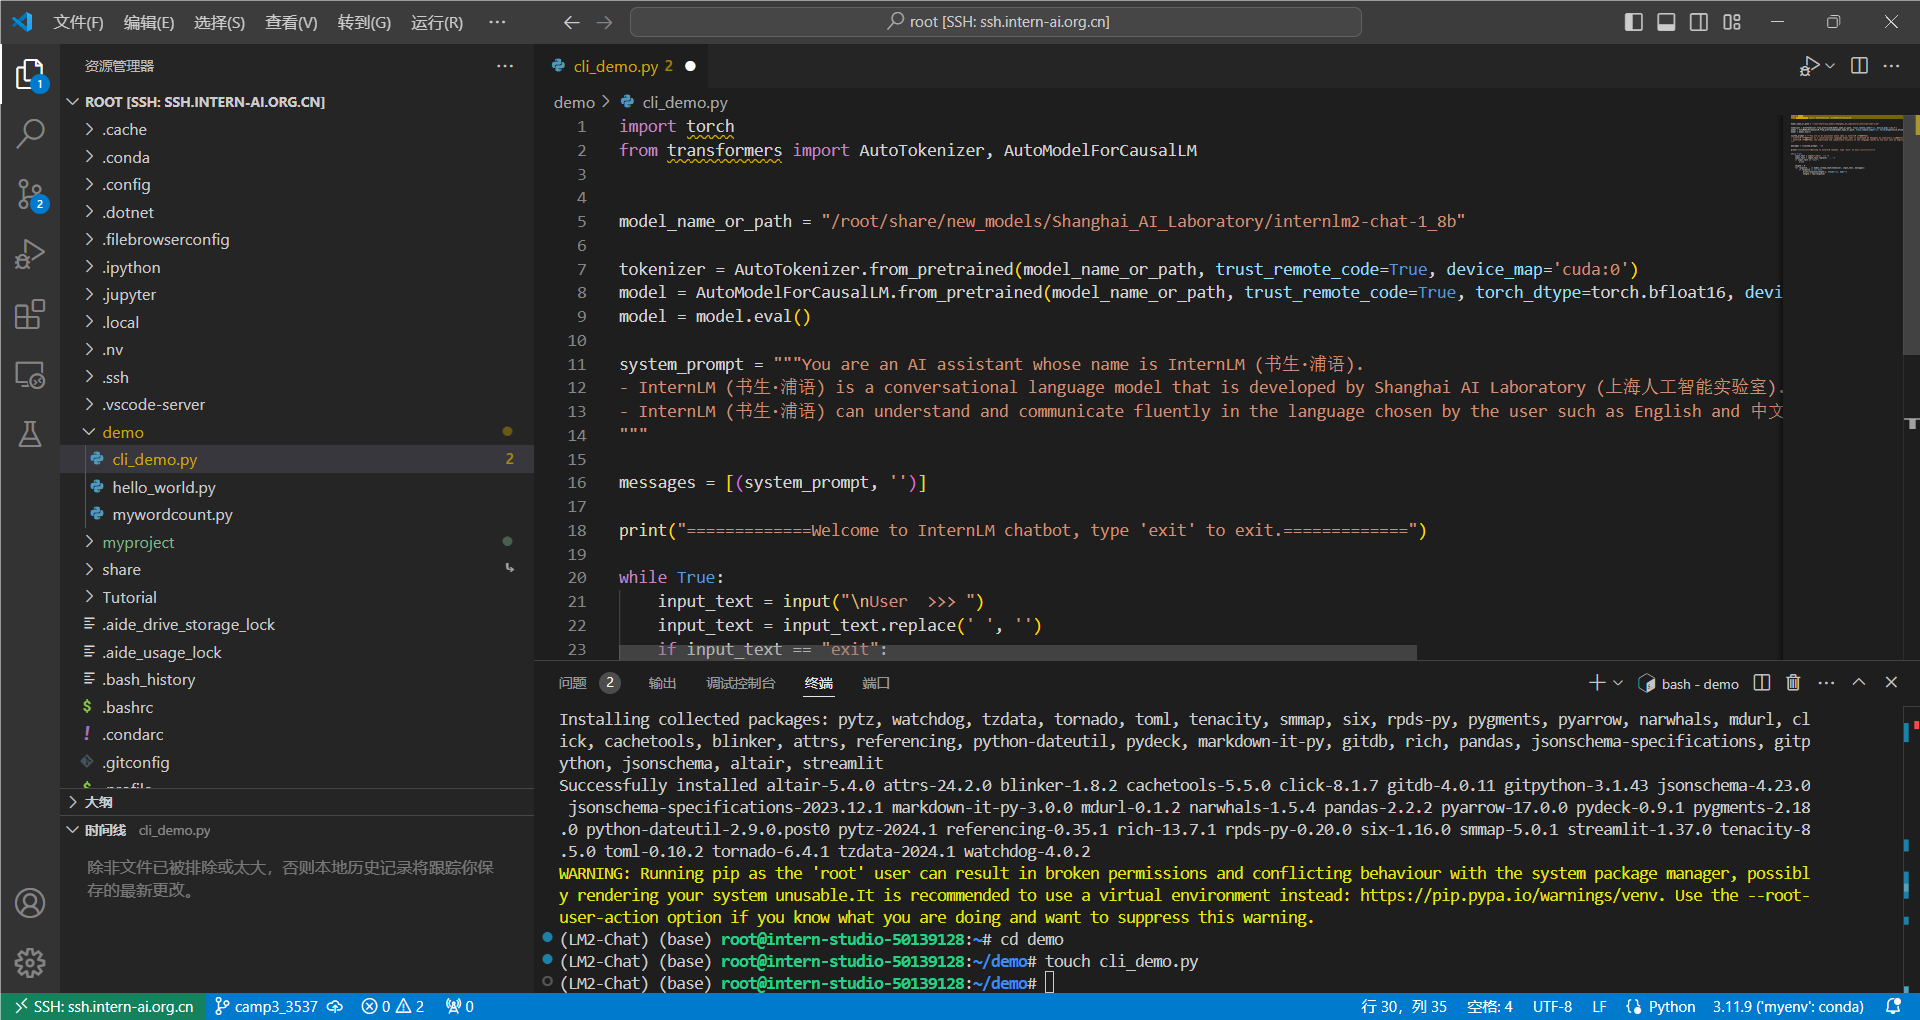 文件(F) 编辑(E) 选择(S) 查看(V) 转到(G) 运行(R) ··· root [SSH: ssh.intern-ai.org.cn]
资源管理器 ···
ROOT [SSH: SSH.INTERN-AI.ORG.CN]
.cache
.conda
.config
.dotnet
.filebrowserconfig
.ipython
.jupyter
.local
.nv
.ssh
.vscode-server
demo
cli_demo.py 2
hello_world.py
mywordcount.py
myproject
share
Tutorial
.aide_drive_storage_lock
.aide_usage_lock
.bash_history
$ .bashrc
! .condarc
.gitconfig
大纲
时间线 cli_demo.py
除非文件已被排除或太大，否则本地历史记录将跟踪你保
存的最新更改。
1
2
cli_demo.py 2
demo > cli_demo.py
1 import torch
2 from transformers import AutoTokenizer, AutoModelForCausalLM
3
4
5 model_name_or_path = "/root/share/new_models/Shanghai_AI_Laboratory/internlm2-chat-1_8b"
6
7 tokenizer = AutoTokenizer.from_pretrained(model_name_or_path, trust_remote_code=True, device_map='cuda:0')
8 model = AutoModelForCausalLM.from_pretrained(model_name_or_path, trust_remote_code=True, torch_dtype=torch.bfloat16, devi
9 model = model.eval()
10
11 system_prompt = """You are an AI assistant whose name is InternLM (书生·浦语).
12 - InternLM (书生·浦语) is a conversational language model that is developed by Shanghai AI Laboratory (上海人工智能实验室).
13 - InternLM (书生·浦语) can understand and communicate fluently in the language chosen by the user such as English and 中文
14 """
15
16 messages = [(system_prompt, '')]
17
18 print("=============Welcome to InternLM chatbot, type 'exit' to exit.=============")
19
20 while True:
21 input_text = input("\nUser  >>> ")
22 input_text = input_text.replace(' ', '')
23 if input_text == "exit":
问题 2 输出 调试控制台 终端 端口 bash - demo
Installing collected packages: pytz, watchdog, tzdata, tornado, toml, tenacity, smmap, six, rpds-py, pygments, pyarrow, narwhals, mdurl, cl
ick, cachetools, blinker, attrs, referencing, python-dateutil, pydeck, markdown-it-py, gitdb, rich, pandas, jsonschema-specifications, gitp
ython, jsonschema, altair, streamlit
Successfully installed altair-5.4.0 attrs-24.2.0 blinker-1.8.2 cachetools-5.5.0 click-8.1.7 gitdb-4.0.11 gitpython-3.1.43 jsonschema-4.23.0
jsonschema-specifications-2023.12.1 markdown-it-py-3.0.0 mdurl-0.1.2 narwhals-1.5.4 pandas-2.2.2 pyarrow-17.0.0 pydeck-0.9.1 pygments-2.18
.0 python-dateutil-2.9.0.post0 pytz-2024.1 referencing-0.35.1 rich-13.7.1 rpds-py-0.20.0 six-1.16.0 smmap-5.0.1 streamlit-1.37.0 tenacity-8
.5.0 toml-0.10.2 tornado-6.4.1 tzdata-2024.1 watchdog-4.0.2
WARNING: Running pip as the 'root' user can result in broken permissions and conflicting behaviour with the system package manager, possibl
y rendering your system unusable.It is recommended to use a virtual environment instead: https://pip.pypa.io/warnings/venv. Use the --root-
user-action option if you know what you are doing and want to suppress this warning.
(LM2-Chat) (base) root@intern-studio-50139128:~# cd demo
(LM2-Chat) (base) root@intern-studio-50139128:~/demo# touch cli_demo.py
(LM2-Chat) (base) root@intern-studio-50139128:~/demo#
SSH: ssh.intern-ai.org.cn camp3_3537 0 2 0 行 30，列 35 空格: 4 UTF-8 LF Python 3.11.9 ('myenv': conda)